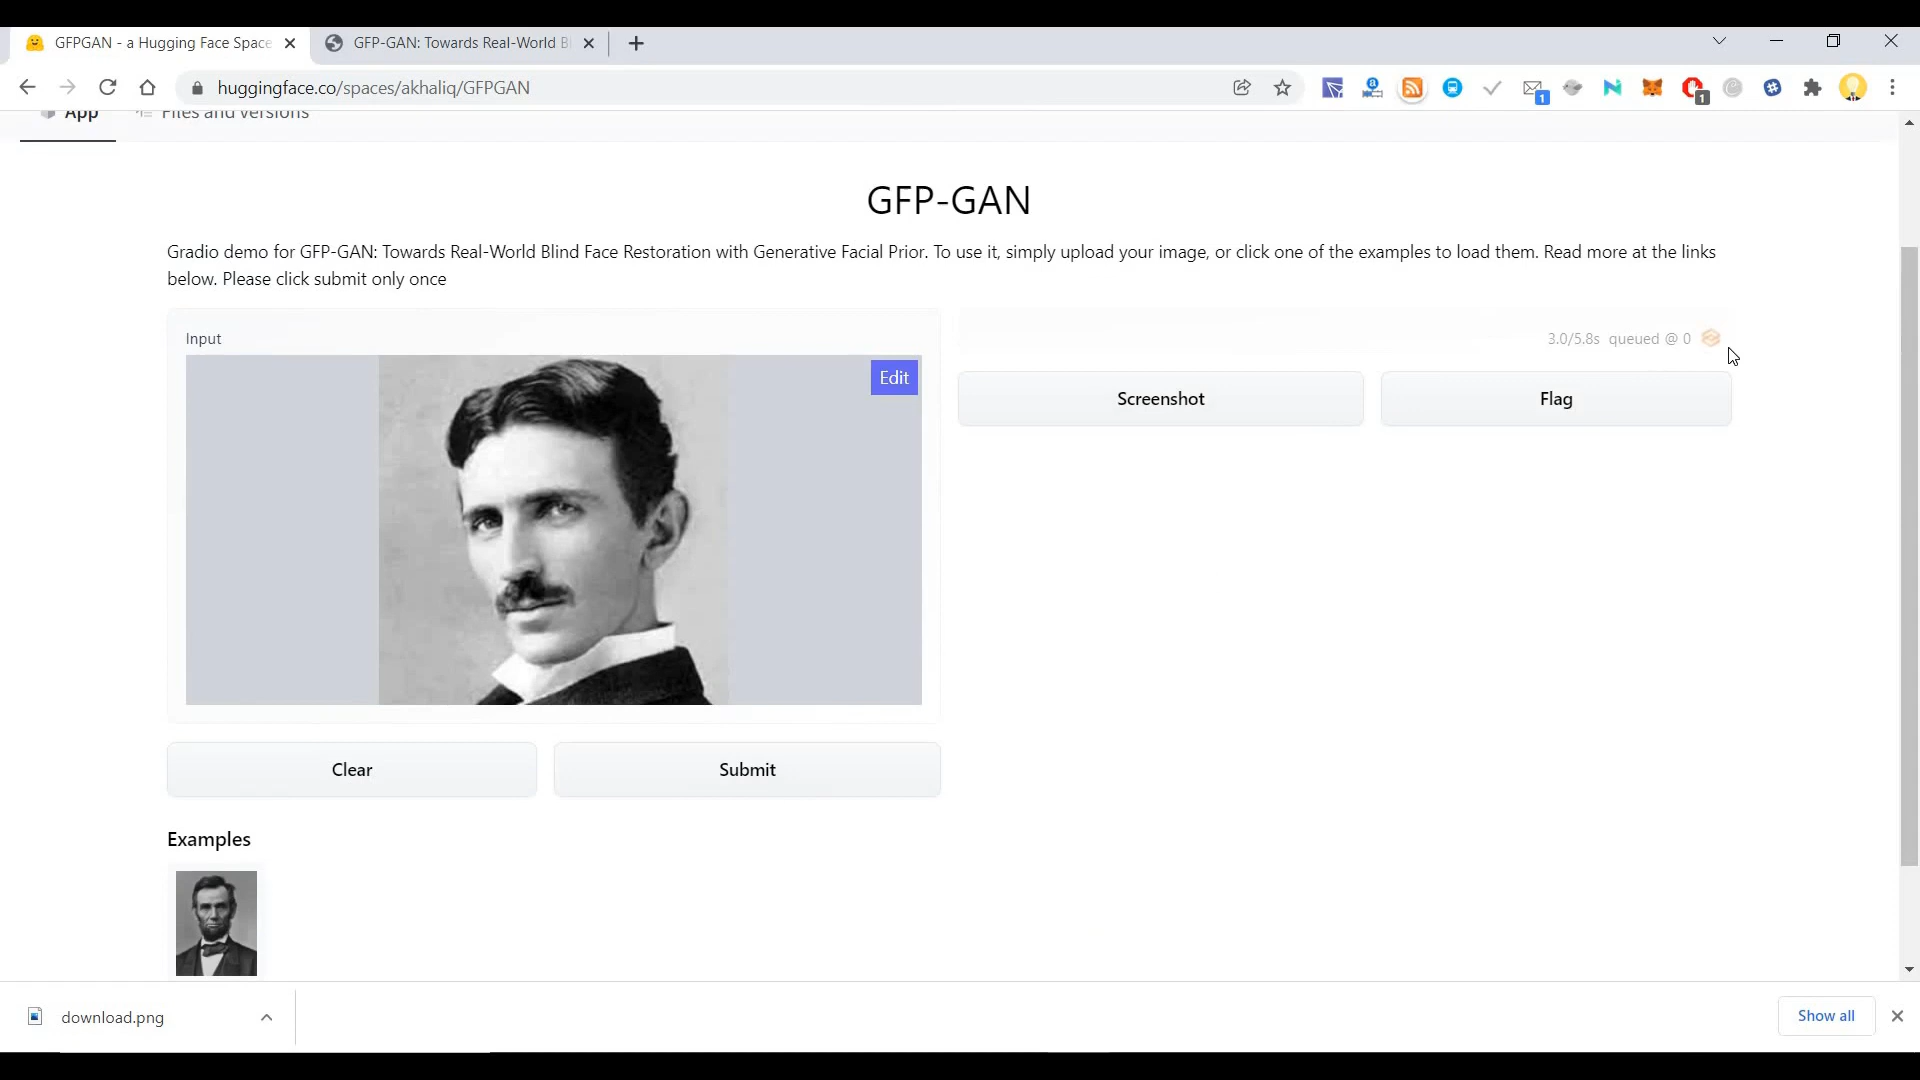 GFPGAN - a Hugging Face Space
GFP-GAN: Towards Real-World B
huggingface.co/spaces/akhaliq/GFPGAN
1
1
App
Files and versions
GFP-GAN
Gradio demo for GFP-GAN: Towards Real-World Blind Face Restoration with Generative Facial Prior. To use it, simply upload your image, or click one of the examples to load them. Read more at the links
below. Please click submit only once
Input
3.0/5.8s queued @ 0
Edit
Screenshot
Flag
Clear
Submit
Examples
download.png
Show all